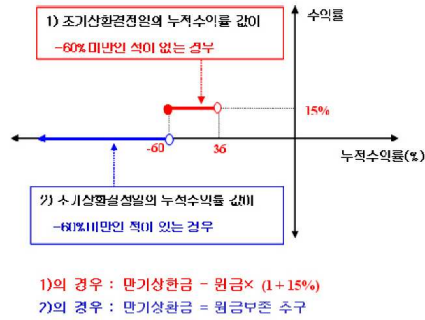 수익률
1) 조기상환결정일의 누적수익률 값이
-60% 미만인 적이 없는 경우
15%
-60
36
누적수익률(%)
2) 조기상환결정일의 누적수익률 값이
-60%미만인 적이 있는 경우
1)의 경우 : 만기상환금 = 원금× (1+15%)
2)의 경우 : 만기상환금 = 원금보존 추구